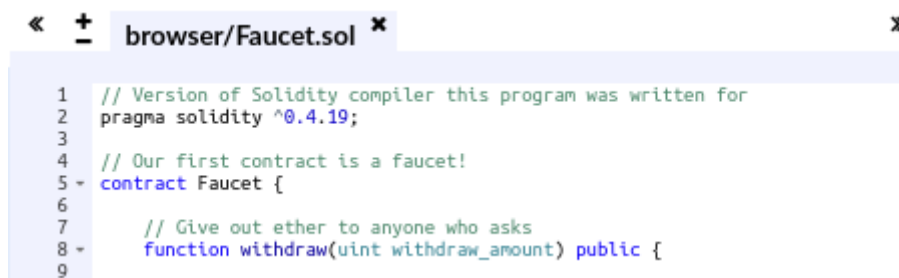 « + - browser/Faucet.sol ✖ »
1 // Version of Solidity compiler this program was written for
2 pragma solidity ^0.4.19;
3
4 // Our first contract is a faucet!
5 contract Faucet {
6
7 // Give out ether to anyone who asks
8 function withdraw(uint withdraw_amount) public {
9